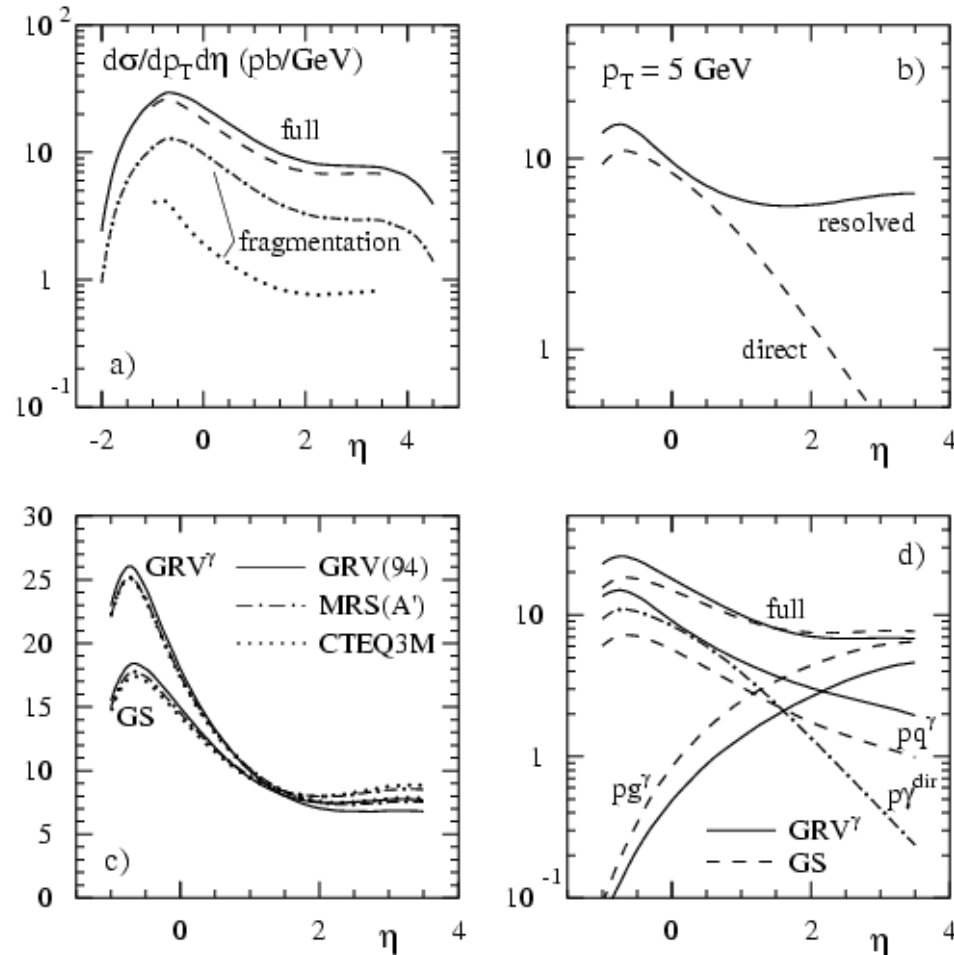 a)
dσ/dp_T dη (pb/GeV)
full
fragmentation
10^2
10
1
10^-1
-2 0 2 4
η
b)
p_T = 5 GeV
resolved
direct
10
1
0 2 4
η
c)
GRV^γ
GS
GRV(94)
MRS(A')
CTEQ3M
30
25
20
15
10
5
0
0 2 4
η
d)
full
pq^γ
pg^γ
pγ^dir
GRV^γ
GS
10
1
10^-1
0 2 4
η